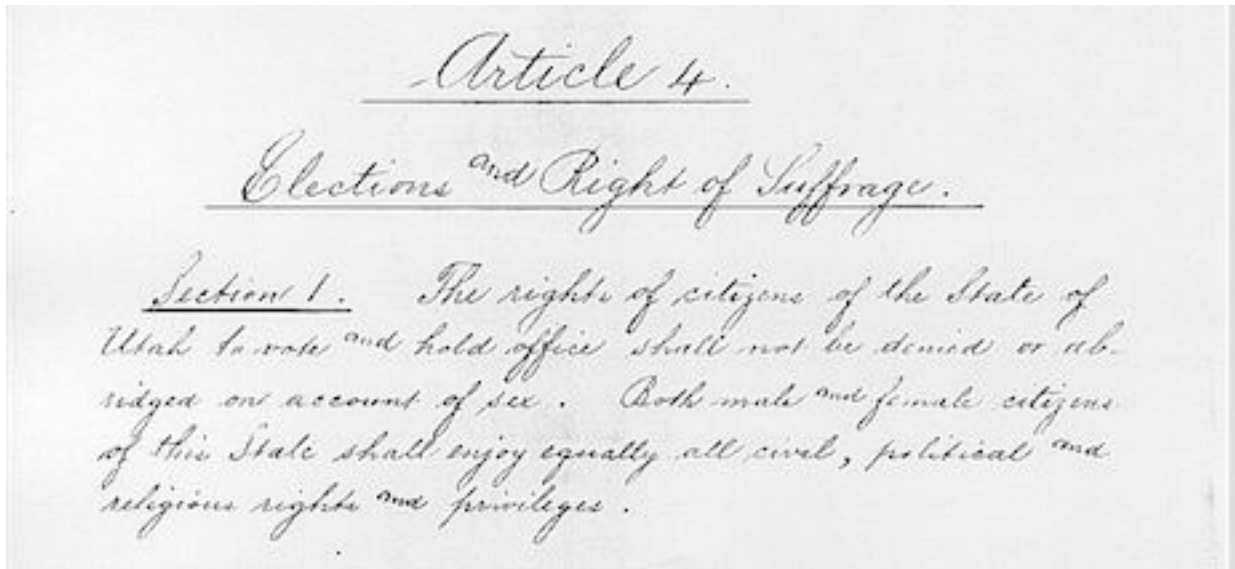 Article 4.
Elections and Right of Suffrage.
Section 1. The rights of citizens of the State of
Utah to vote and hold office shall not be denied or ab-
ridged on account of sex. Both male and female citizens
of this State shall enjoy equally all civil, political and
religious rights and privileges.